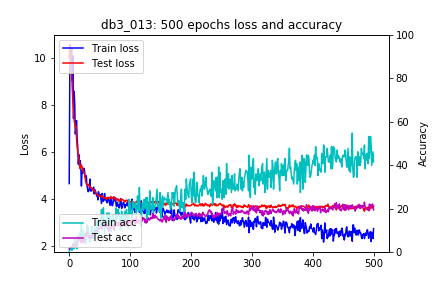 db3_013: 500 epochs loss and accuracy
Train loss
Test loss
Train acc
Test acc
Loss
10
8
6
4
2
0
100
200
300
400
500
100
80
60
40
20
0
Accuracy